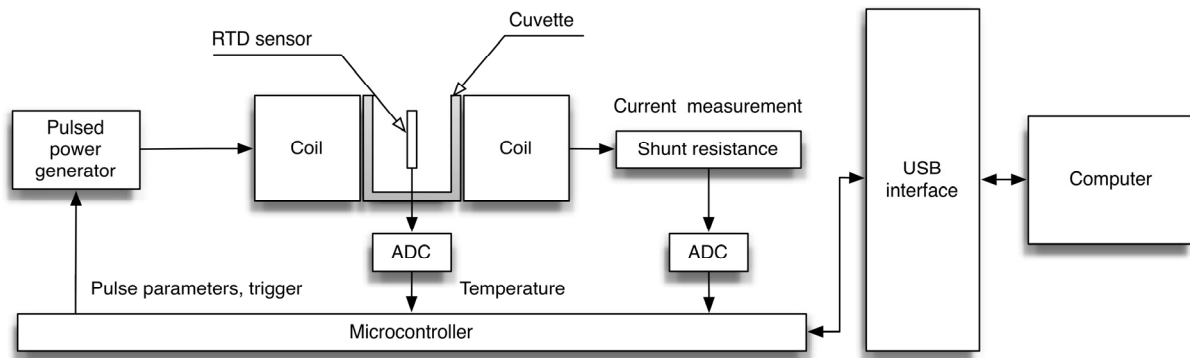 Cuvette
RTD sensor
Current measurement
Pulsed
power
generator
Coil
Coil
Shunt resistance
USB
interface
Computer
ADC
ADC
Pulse parameters, trigger
Temperature
Microcontroller